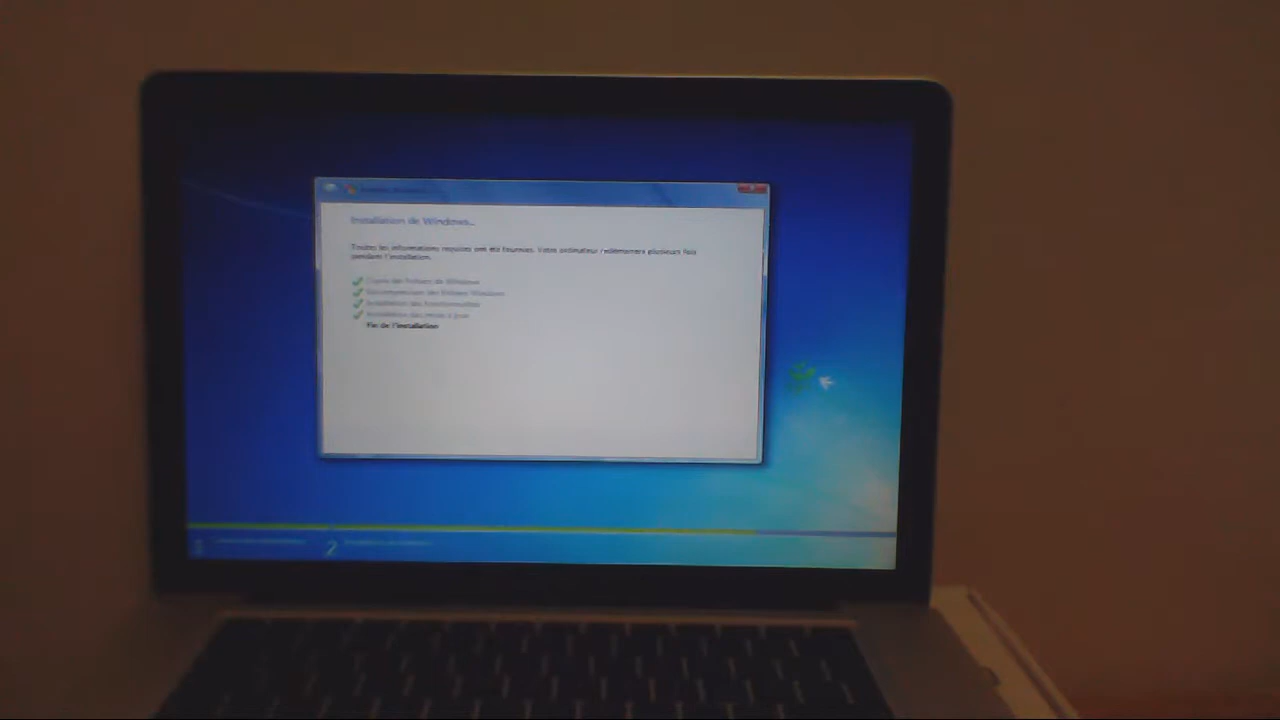 Installation de Windows...
Toutes les informations requises ont été fournies. Votre ordinateur redémarrera plusieurs fois
pendant l'installation.
Copie des fichiers de Windows
Décompression des fichiers Windows
Installation des fonctionnalités
Installation des mises à jour
Fin de l'installation
2